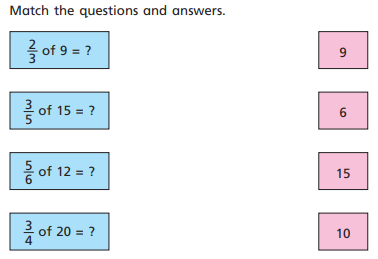 Match the questions and answers.
2/3 of 9 = ? 9
3/5 of 15 = ? 6
5/6 of 12 = ? 15
3/4 of 20 = ? 10